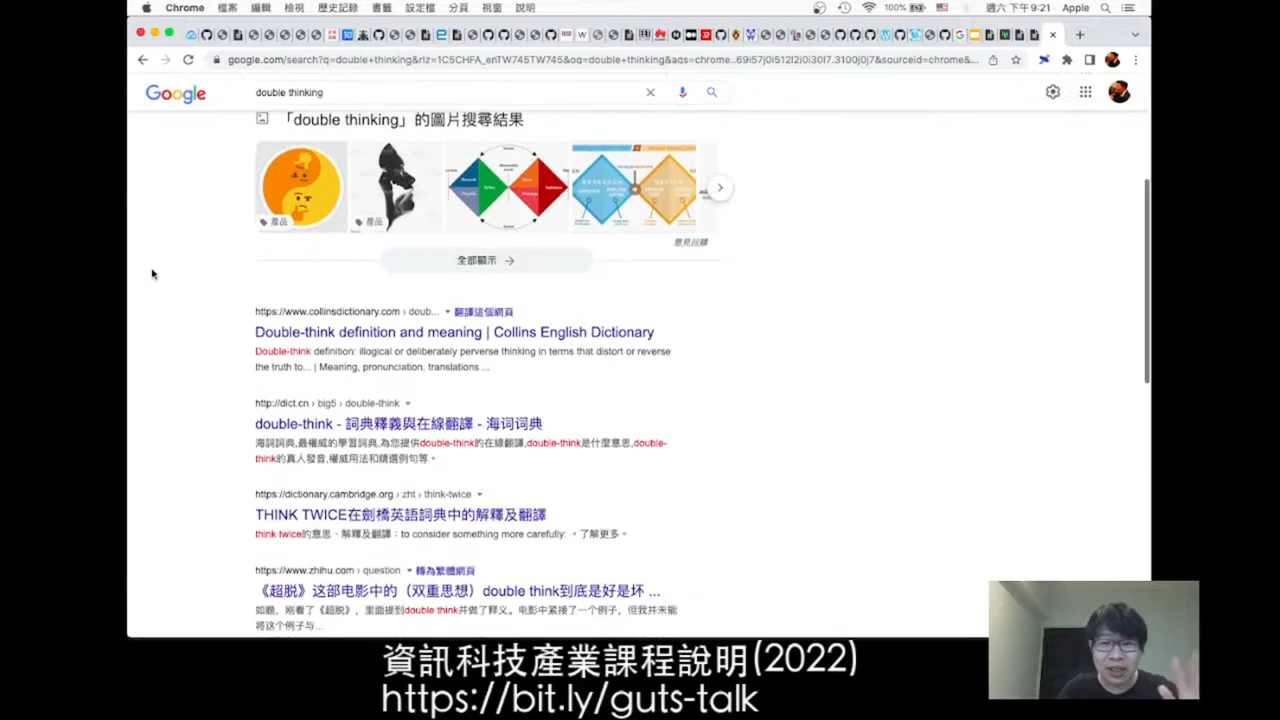 Chrome 檔案 編輯 檢視 歷史記錄 書籤 設定檔 分頁 視窗 說明 100% 週六 下午9:21 Apple
google.com/search?q=double+thinking&rlz=1C5CHFA_enTW745TW745&oq=double+thinking&aqs=chrome..69i57j0i512l2j0i30l7.3100j0j7&sourceid=chrome&...
Google double thinking
「double thinking」的圖片搜尋結果
產品 產品
意見回饋
全部顯示
https://www.collinsdictionary.com › doub... 翻譯這個網頁
Double-think definition and meaning | Collins English Dictionary
Double-think definition: illogical or deliberately perverse thinking in terms that distort or reverse
the truth to... | Meaning, pronunciation, translations ...
http://dict.cn › big5 › double-think
double-think - 詞典釋義與在線翻譯 - 海词词典
海詞詞典,最權威的學習詞典,為您提供double-think的在線翻譯,double-think是什麼意思,double-
think的真人發音,權威用法和精選例句等。
https://dictionary.cambridge.org › zht › think-twice
THINK TWICE在劍橋英語詞典中的解釋及翻譯
think twice的意思、解釋及翻譯：to consider something more carefully: 。了解更多。
https://www.zhihu.com › question 轉為繁體網頁
《超脱》这部电影中的（双重思想）double think到底是好是坏 ...
如题，刚看了《超脱》，里面提到double think并做了释义。电影中紧接了一个例子，但我并未能
将这个例子与...
資訊科技產業課程說明(2022)
https://bit.ly/guts-talk